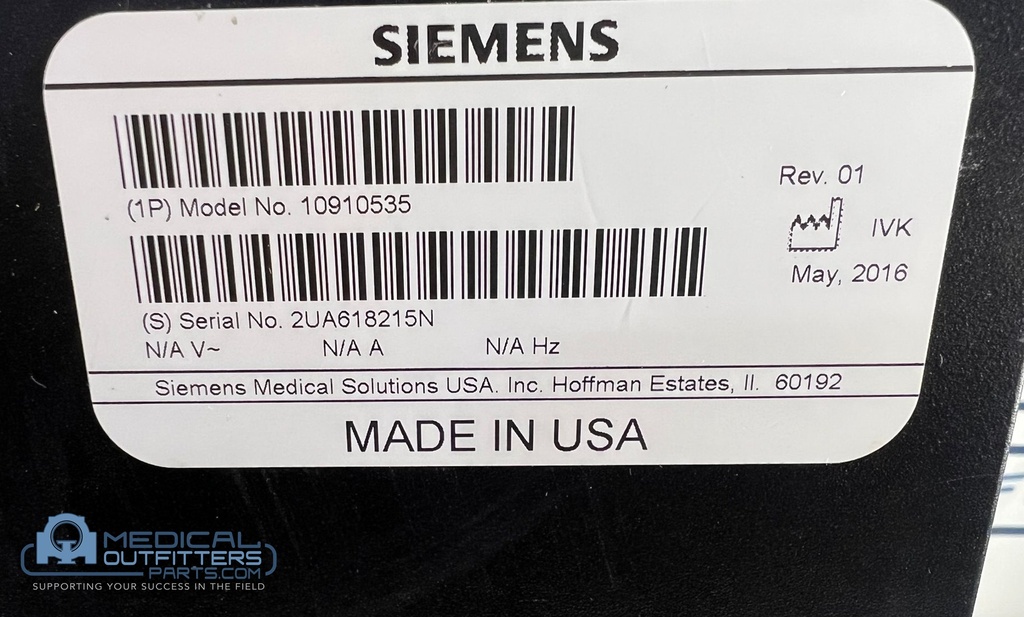 SIEMENS
(1P) Model No. 10910535
Rev. 01
IVK
May, 2016
(S) Serial No. 2UA618215N
N/A V~ N/A A N/A Hz
Siemens Medical Solutions USA. Inc. Hoffman Estates, Il. 60192
MADE IN USA
MEDICAL
OUTFITTERS
PARTS.COM
SUPPORTING YOUR SUCCESS IN THE FIELD